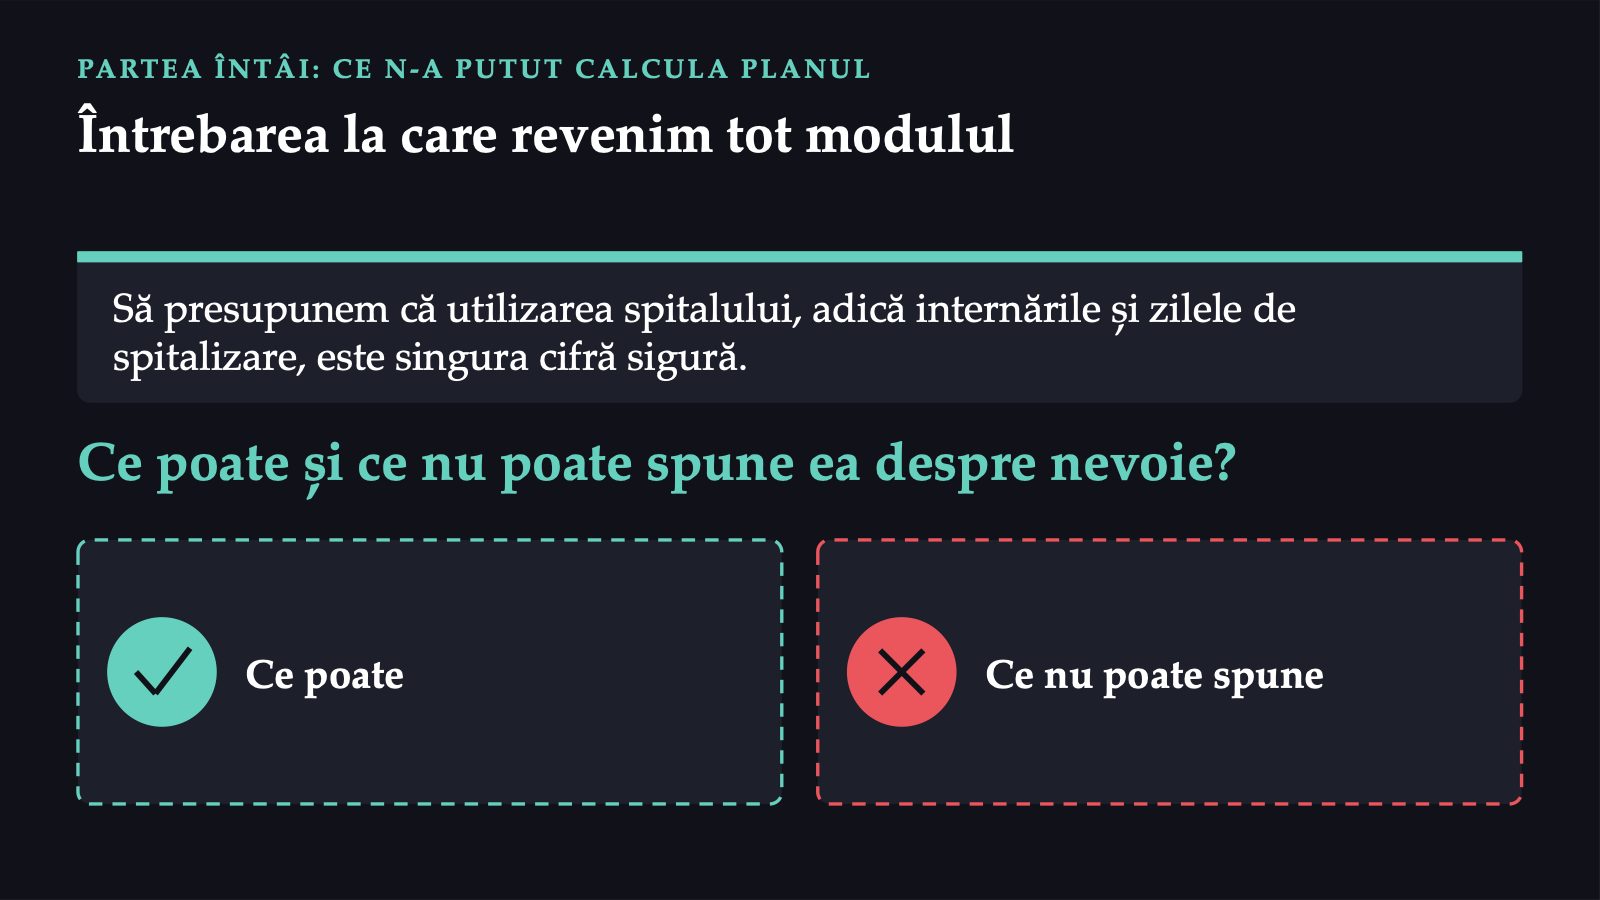 PARTEA ÎNTÂI: CE N-A PUTUT CALCULA PLANUL
Întrebarea la care revenim tot modulul
Să presupunem că utilizarea spitalului, adică internările și zilele de
spitalizare, este singura cifră sigură.
Ce poate și ce nu poate spune ea despre nevoie?
Ce poate
Ce nu poate spune